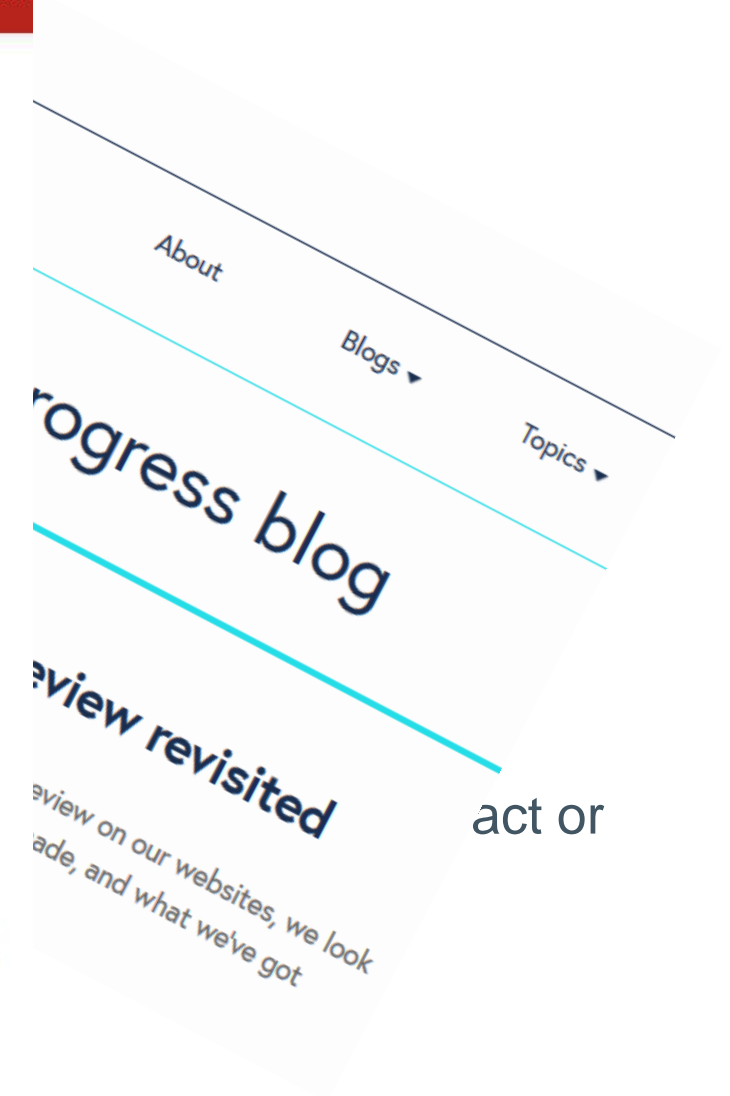 About Blogs Topics
rogress blog
eview revisited
eview on our websites, we look
ade, and what we've got
act or